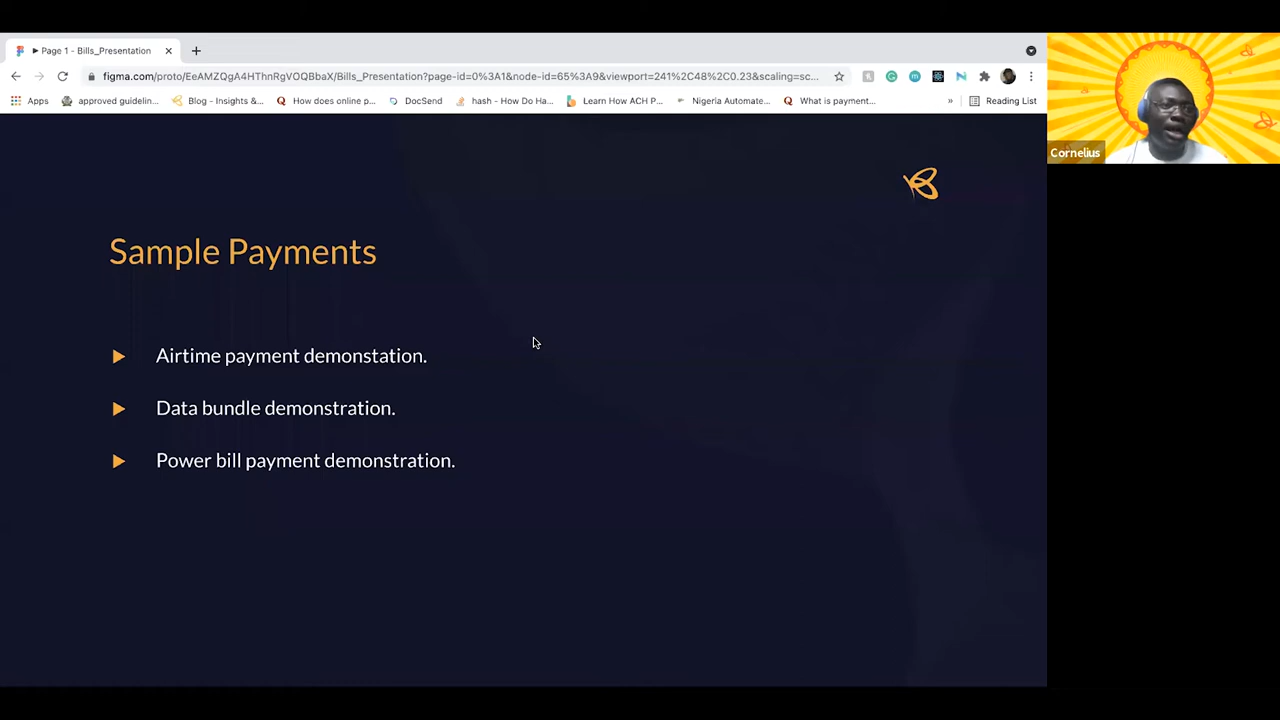 Page 1 - Bills_Presentation
figma.com/proto/EeAMZQgA4HThnRgVOQBbaX/Bills_Presentation?page-id=0%3A1&node-id=65%3A9&viewport=241%2C48%2C0.23&scaling=sc...
Apps approved guidelin... Blog - Insights &... How does online p... DocSend hash - How Do Ha... Learn How ACH P... Nigeria Automate... What is payment... » Reading List
Cornelius
Sample Payments
Airtime payment demonstation.
Data bundle demonstration.
Power bill payment demonstration.